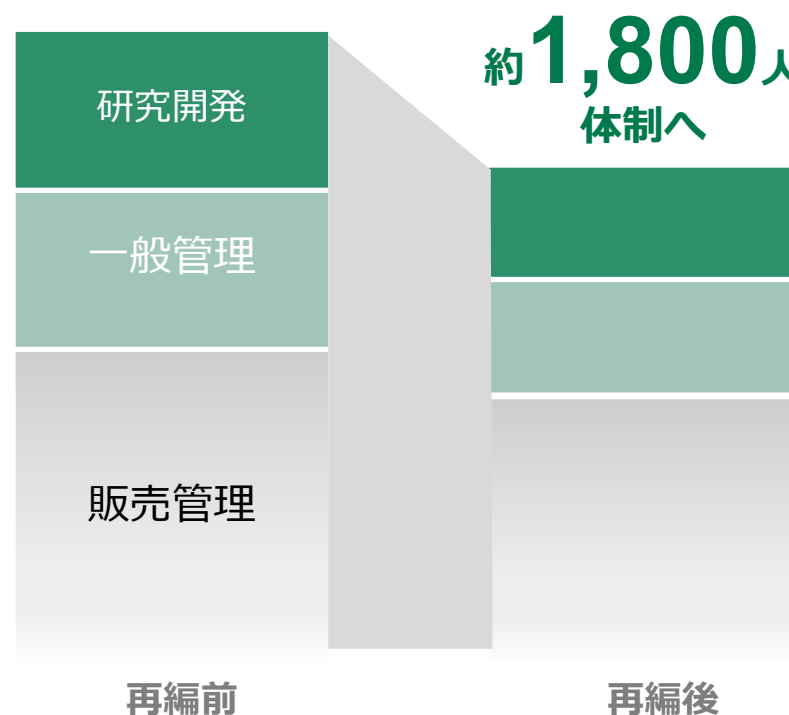 約1,800人
体制へ
研究開発
一般管理
販売管理
再編前
再編後